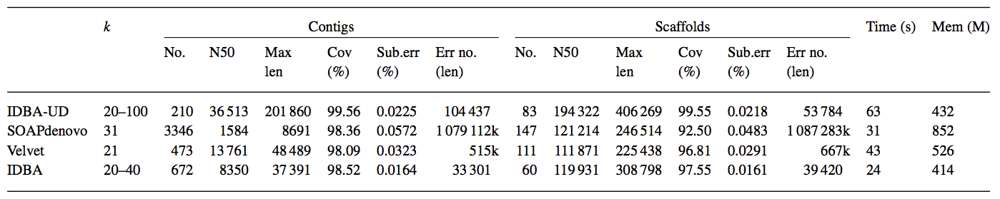 k Contigs Scaffolds Time (s) Mem (M)
No. N50 Max Cov Sub.err Err no. No. N50 Max Cov Sub.err Err no.
len (%) (%) (len) len (%) (%) (len)
IDBA-UD 20–100 210 36 513 201 860 99.56 0.0225 104 437 83 194 322 406 269 99.55 0.0218 53 784 63 432
SOAPdenovo 31 3346 1584 8691 98.36 0.0572 1 079 112k 147 121 214 246 514 92.50 0.0483 1 087 283k 31 852
Velvet 21 473 13 761 48 489 98.09 0.0323 515k 111 111 871 225 438 96.81 0.0291 667k 43 526
IDBA 20–40 672 8350 37 391 98.52 0.0164 33 301 60 119 931 308 798 97.55 0.0161 39 420 24 414